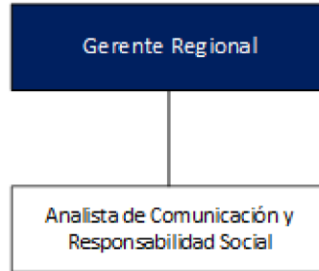 Gerente Regional
Analista de Comunicación y
Responsabilidad Social